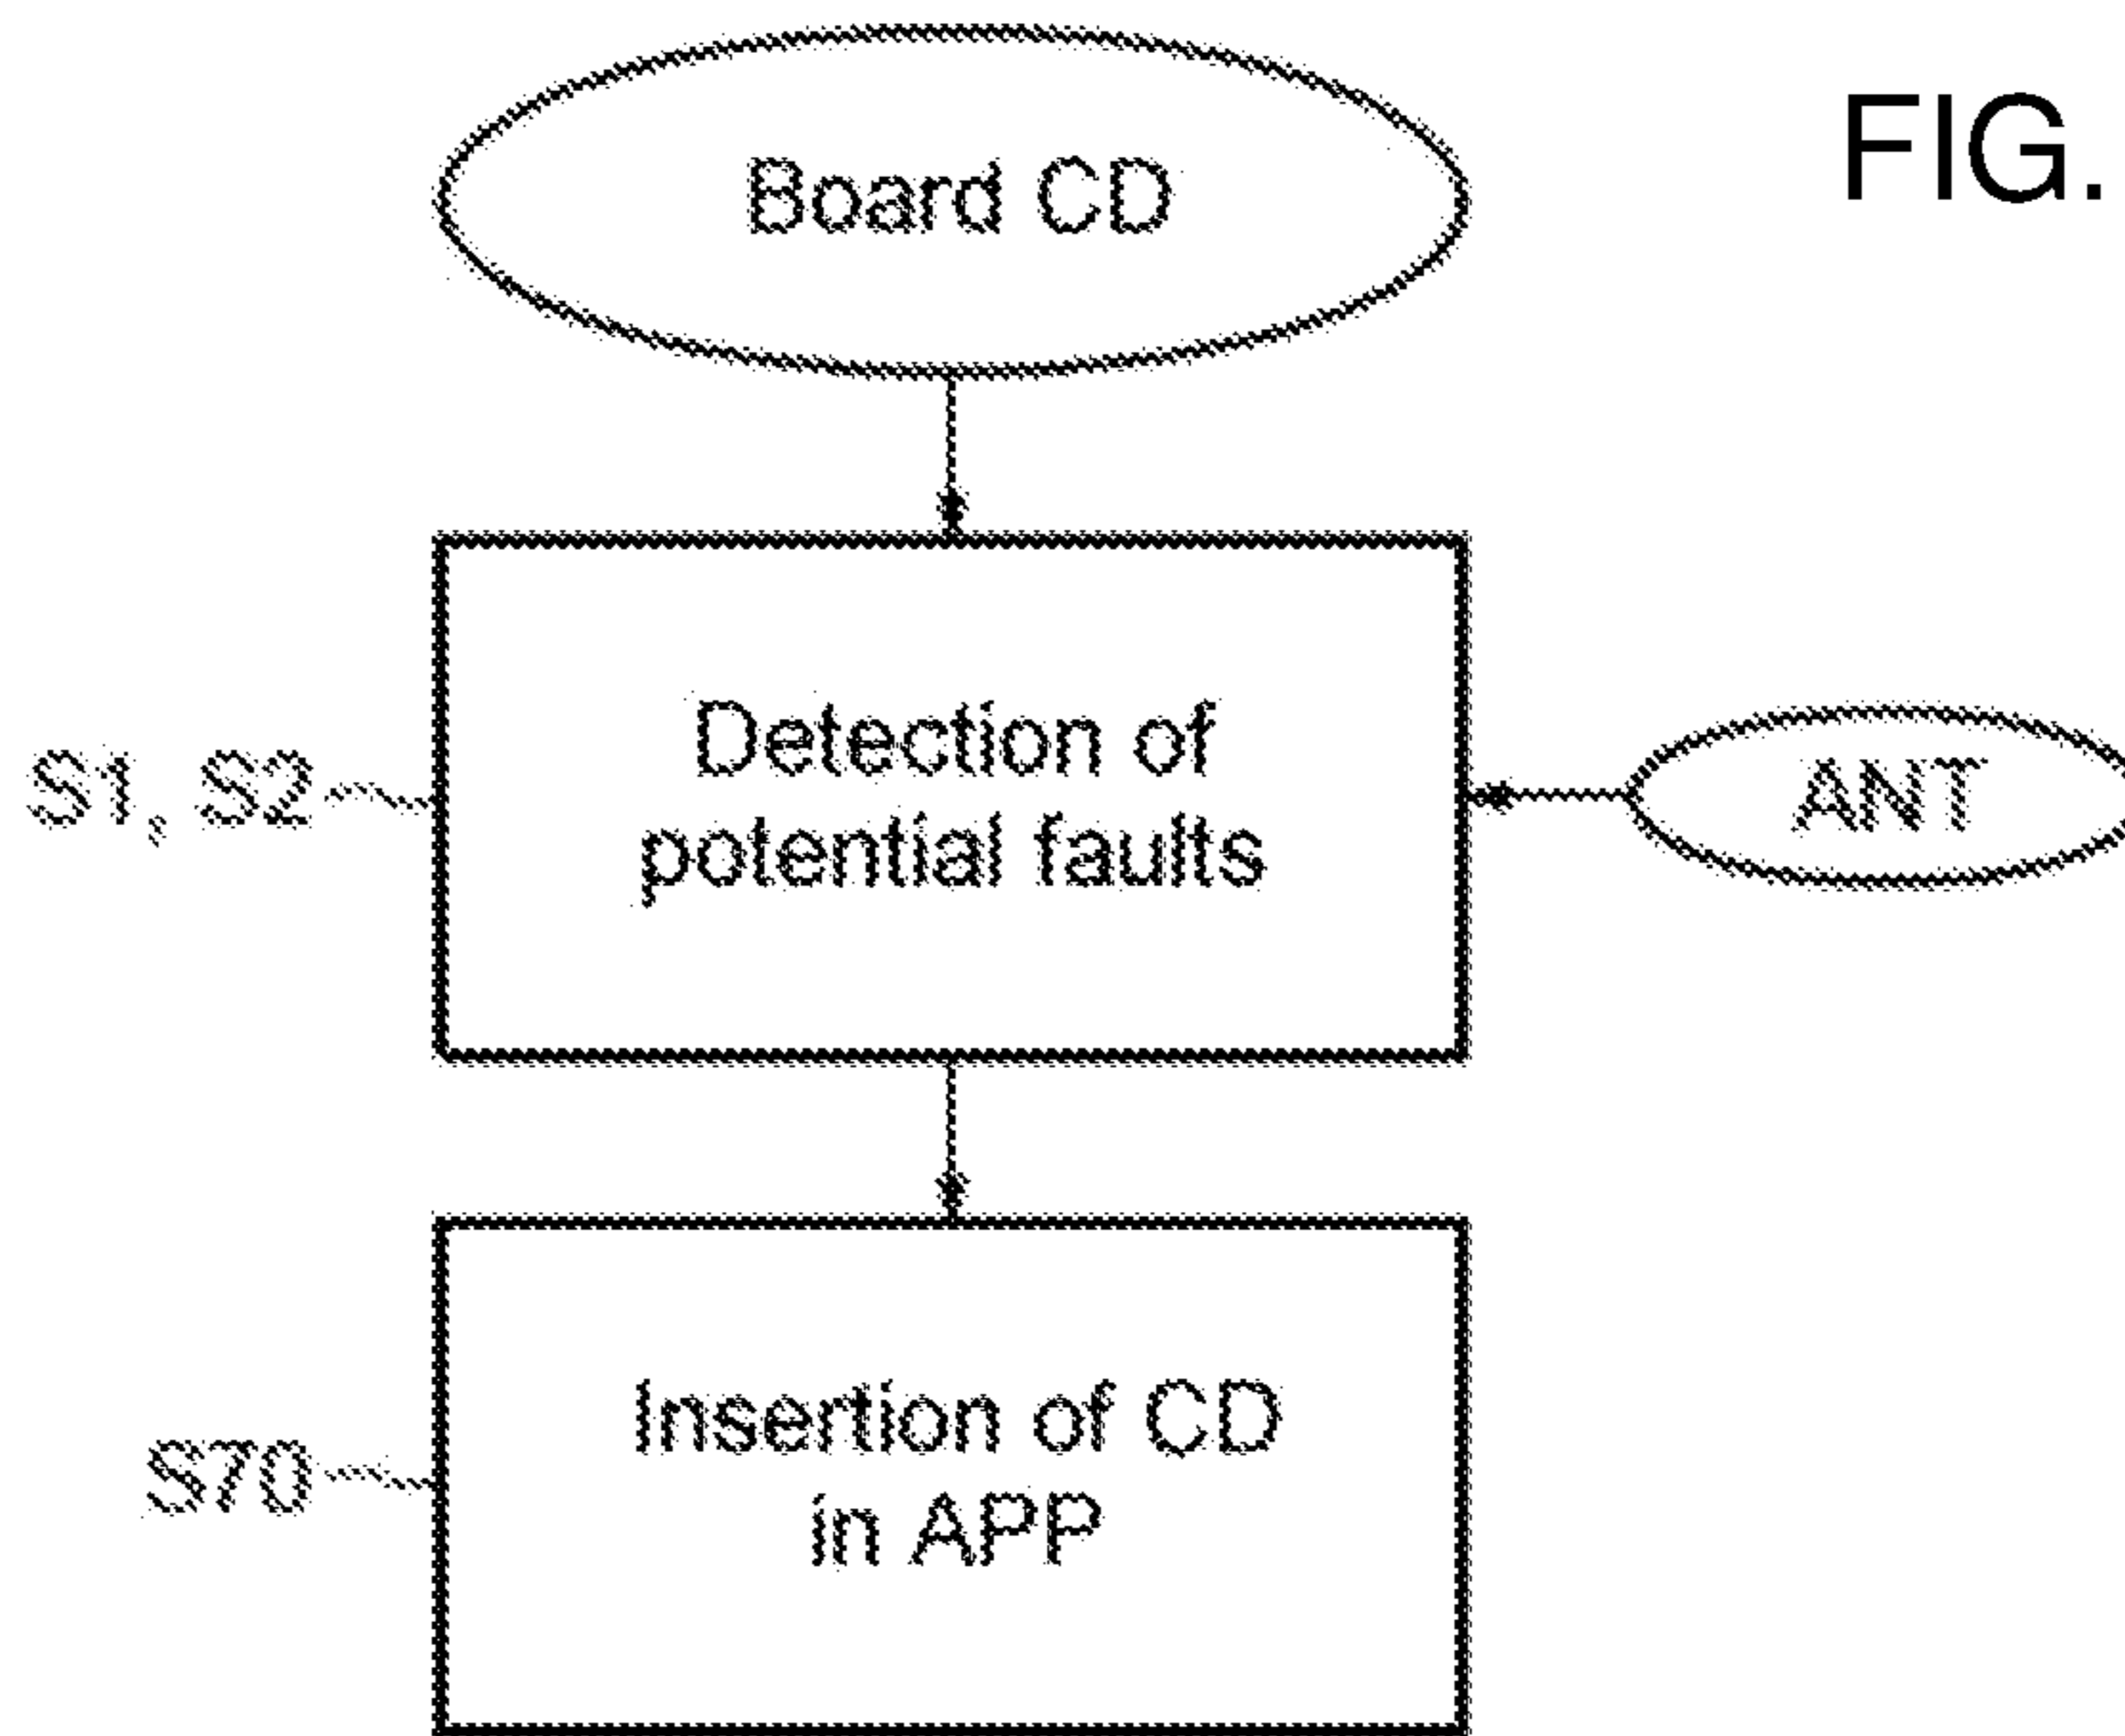 FIG.
Board CD
Detection of
potential faults
S1, S2
ANT
Insertion of CD
in APP
S70